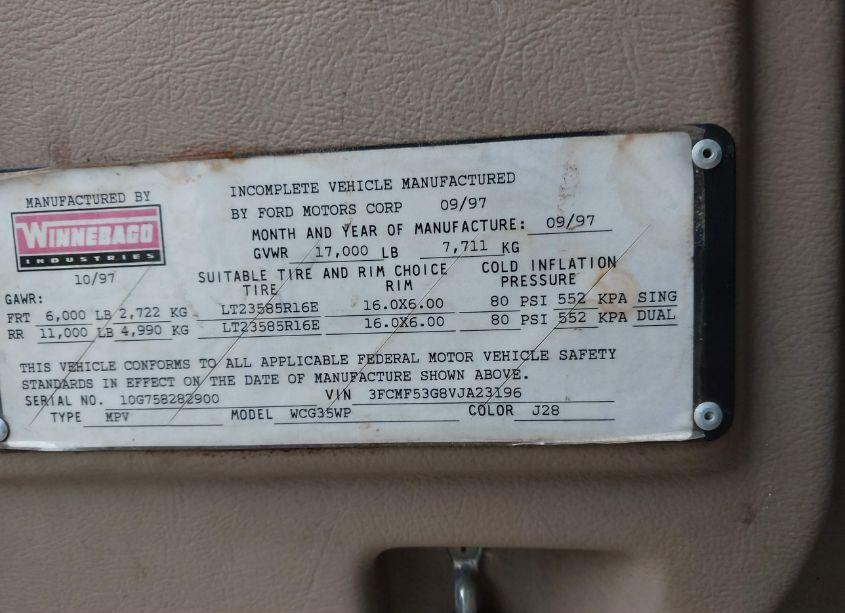 MANUFACTURED BY
WINNEBAGO
INDUSTRIES
10/97
INCOMPLETE VEHICLE MANUFACTURED
BY FORD MOTORS CORP 09/97
MONTH AND YEAR OF MANUFACTURE: 09/97
GVWR 17,000 LB 7,711 KG
SUITABLE TIRE AND RIM CHOICE COLD INFLATION
GAWR: TIRE RIM PRESSURE
FRT 6,000 LB 2,722 KG LT23585R16E 16.0X6.00 80 PSI 552 KPA SING
RR 11,000 LB 4,990 KG LT23585R16E 16.0X6.00 80 PSI 552 KPA DUAL
THIS VEHICLE CONFORMS TO ALL APPLICABLE FEDERAL MOTOR VEHICLE SAFETY
STANDARDS IN EFFECT ON THE DATE OF MANUFACTURE SHOWN ABOVE.
SERIAL NO. 10G758282900 VIN 3FCMF53G8VJA23196
TYPE MPV MODEL WCG35WP COLOR J28